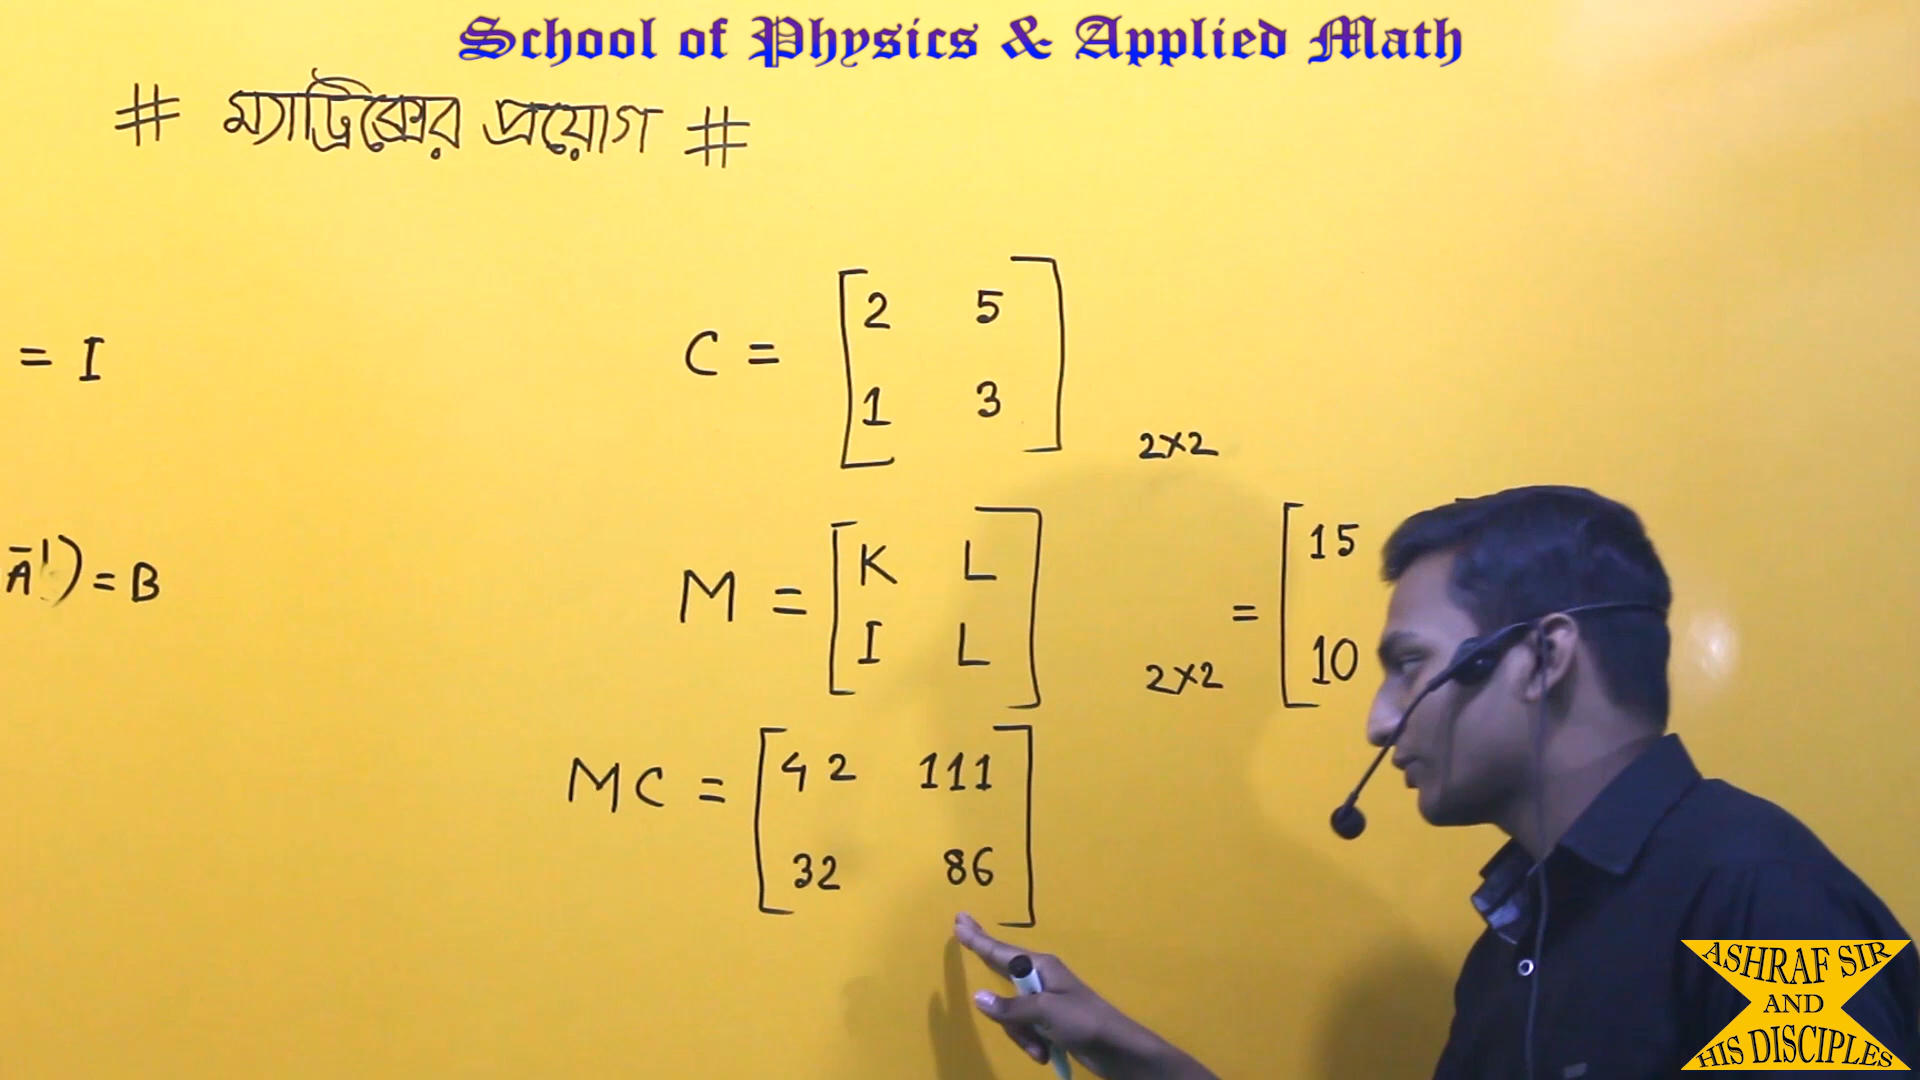 School of Physics & Applied Math
# ম্যাট্রিক্সের প্রয়োগ #
= I
C = [2 5
1 3]
2×2
A⁻¹) = B
M = [K L
I L]
2×2
= [15
10
MC = [42 111
32 86]
ASHRAF SIR
AND
HIS DISCIPLES